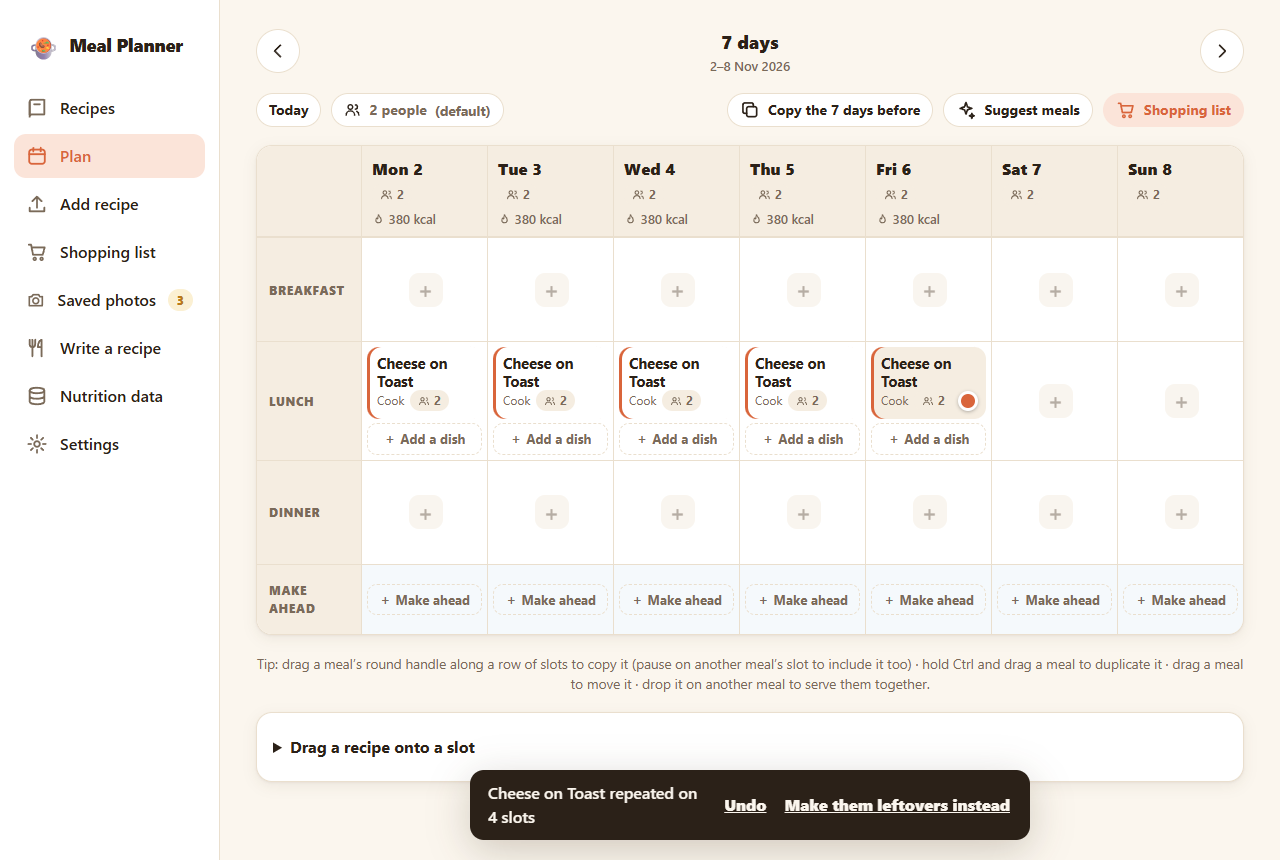 Meal Planner
Recipes
Plan
Add recipe
Shopping list
Saved photos 3
Write a recipe
Nutrition data
Settings
7 days
2–8 Nov 2026
Today
2 people (default)
Copy the 7 days before
Suggest meals
Shopping list
Mon 2
2
380 kcal
Tue 3
2
380 kcal
Wed 4
2
380 kcal
Thu 5
2
380 kcal
Fri 6
2
380 kcal
Sat 7
2
Sun 8
2
BREAKFAST
+ + + + + + +
LUNCH
Cheese on
Toast
Cook 2
+ Add a dish
Cheese on
Toast
Cook 2
+ Add a dish
Cheese on
Toast
Cook 2
+ Add a dish
Cheese on
Toast
Cook 2
+ Add a dish
Cheese on
Toast
Cook 2
+ Add a dish
+ +
DINNER
+ + + + + + +
MAKE
AHEAD
+ Make ahead
+ Make ahead
+ Make ahead
+ Make ahead
+ Make ahead
+ Make ahead
+ Make ahead
Tip: drag a meal's round handle along a row of slots to copy it (pause on another meal's slot to include it too) · hold Ctrl and drag a meal to duplicate it · drag a meal
to move it · drop it on another meal to serve them together.
Drag a recipe onto a slot
Cheese on Toast repeated on
4 slots
Undo
Make them leftovers instead